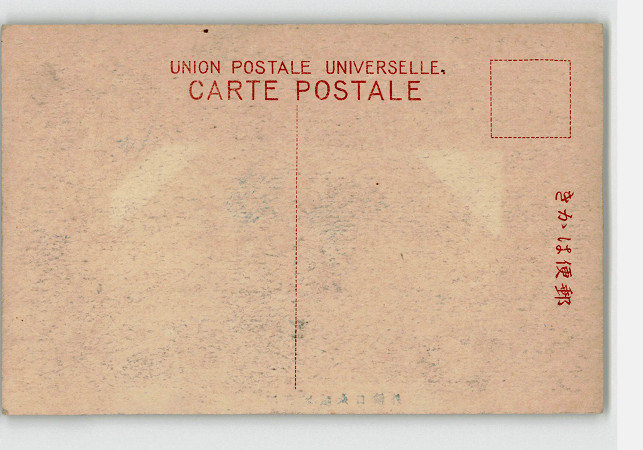 UNION POSTALE UNIVERSELLE.
CARTE POSTALE
きかは便郵